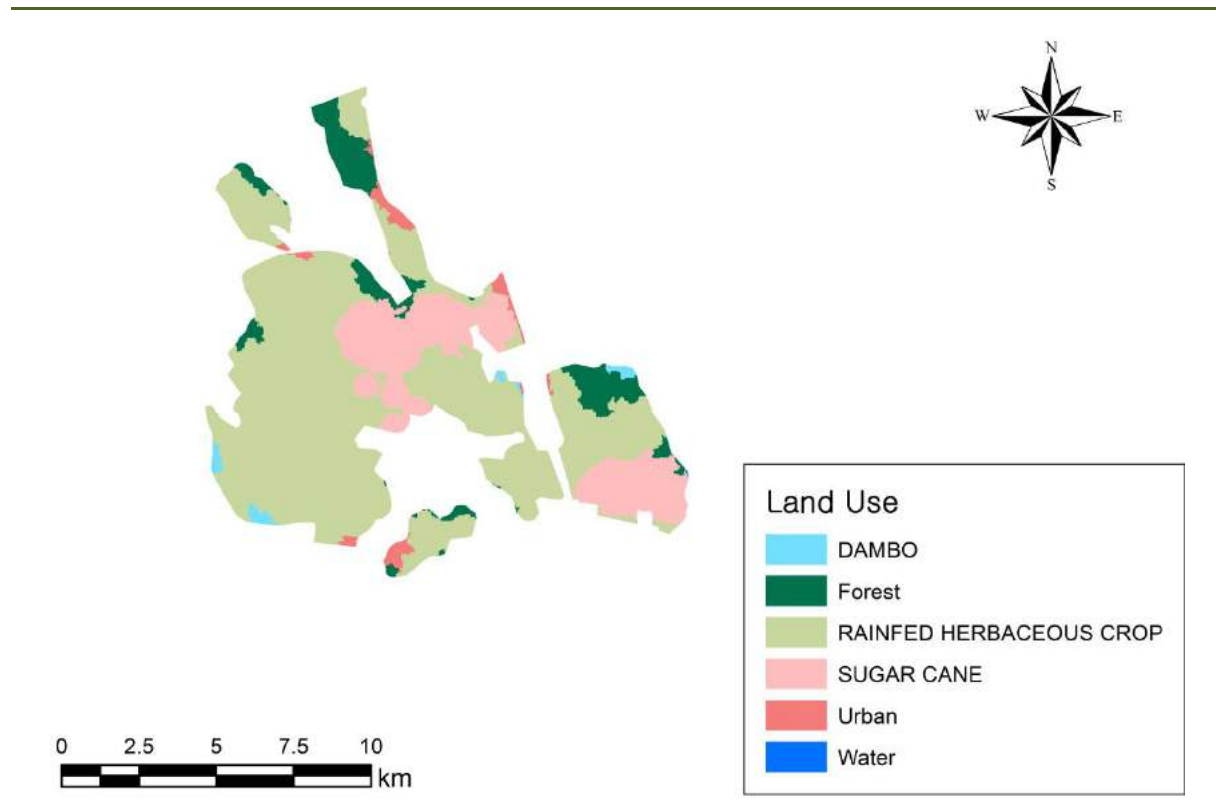 N
W E
S
Land Use
DAMBO
Forest
RAINFED HERBACEOUS CROP
SUGAR CANE
Urban
Water
0 2.5 5 7.5 10
km